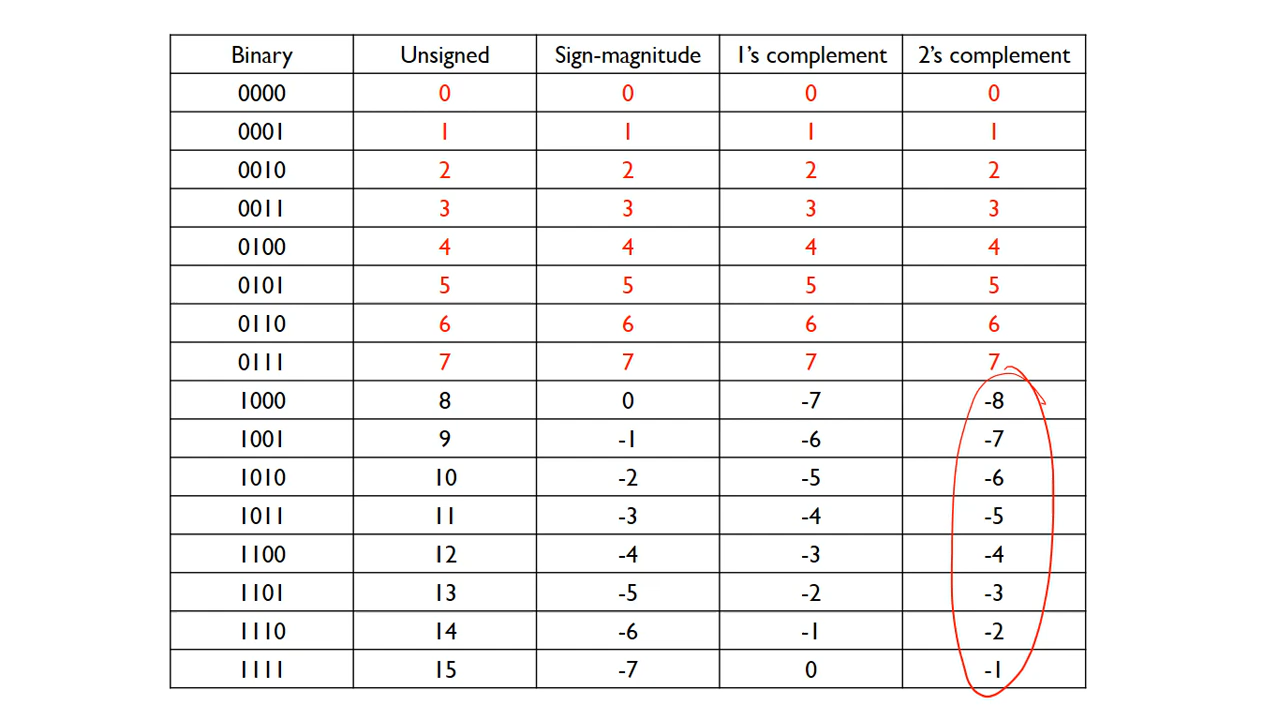 Binary Unsigned Sign-magnitude 1's complement 2's complement
0000 0 0 0 0
0001 1 1 1 1
0010 2 2 2 2
0011 3 3 3 3
0100 4 4 4 4
0101 5 5 5 5
0110 6 6 6 6
0111 7 7 7 7
1000 8 0 -7 -8
1001 9 -1 -6 -7
1010 10 -2 -5 -6
1011 11 -3 -4 -5
1100 12 -4 -3 -4
1101 13 -5 -2 -3
1110 14 -6 -1 -2
1111 15 -7 0 -1